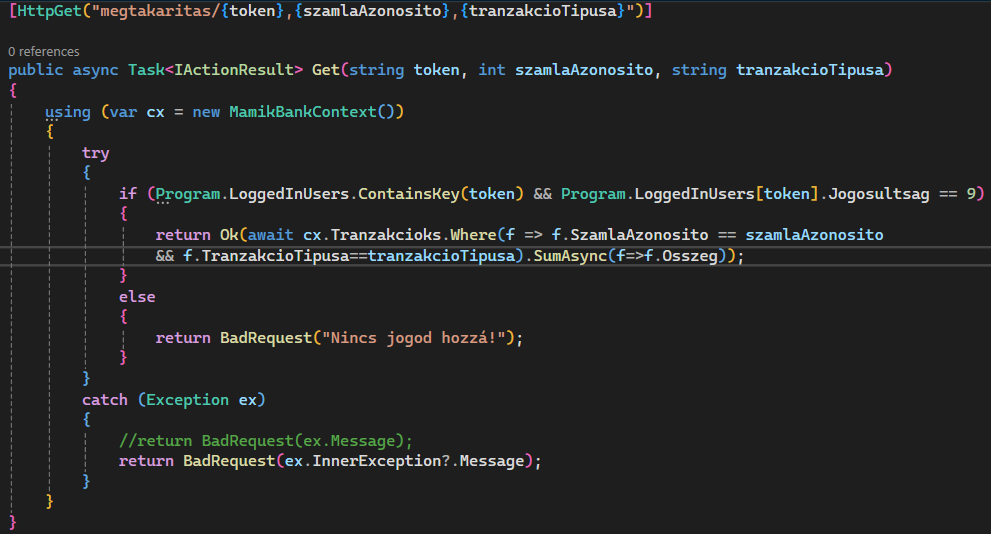 [HttpGet("megtakaritas/{token},{szamlaAzonosito},{tranzakcioTipusa}")]
0 references
public async Task<IActionResult> Get(string token, int szamlaAzonosito, string tranzakcioTipusa)
{
using (var cx = new MamikBankContext())
{
try
{
if (Program.LoggedInUsers.ContainsKey(token) && Program.LoggedInUsers[token].Jogosultsag == 9)
{
return Ok(await cx.Tranzakcioks.Where(f => f.SzamlaAzonosito == szamlaAzonosito
&& f.TranzakcioTipusa==tranzakcioTipusa).SumAsync(f=>f.Osszeg));
}
else
{
return BadRequest("Nincs jogod hozzá!");
}
}
catch (Exception ex)
{
//return BadRequest(ex.Message);
return BadRequest(ex.InnerException?.Message);
}
}
}